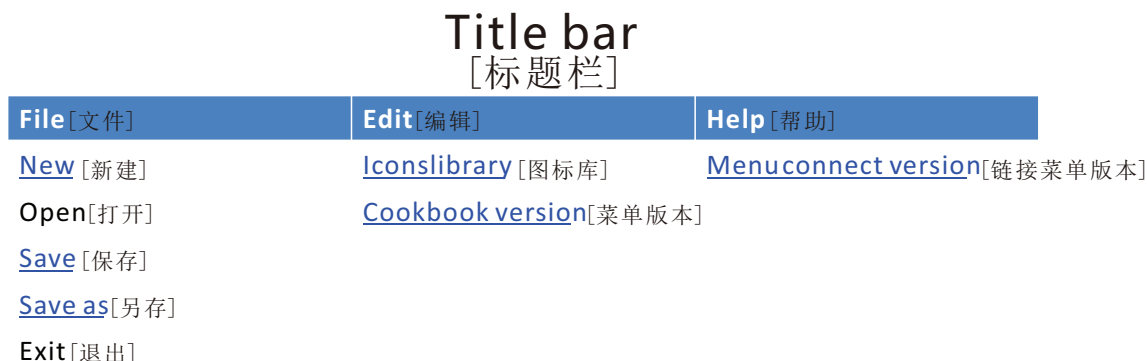 Title bar
[标题栏]
File[文件] Edit[编辑] Help[帮助]
New [新建] Iconslibrary [图标库] Menuconnect version[链接菜单版本]
Open[打开] Cookbook version[菜单版本]
Save [保存]
Save as[另存]
Exit[退出]